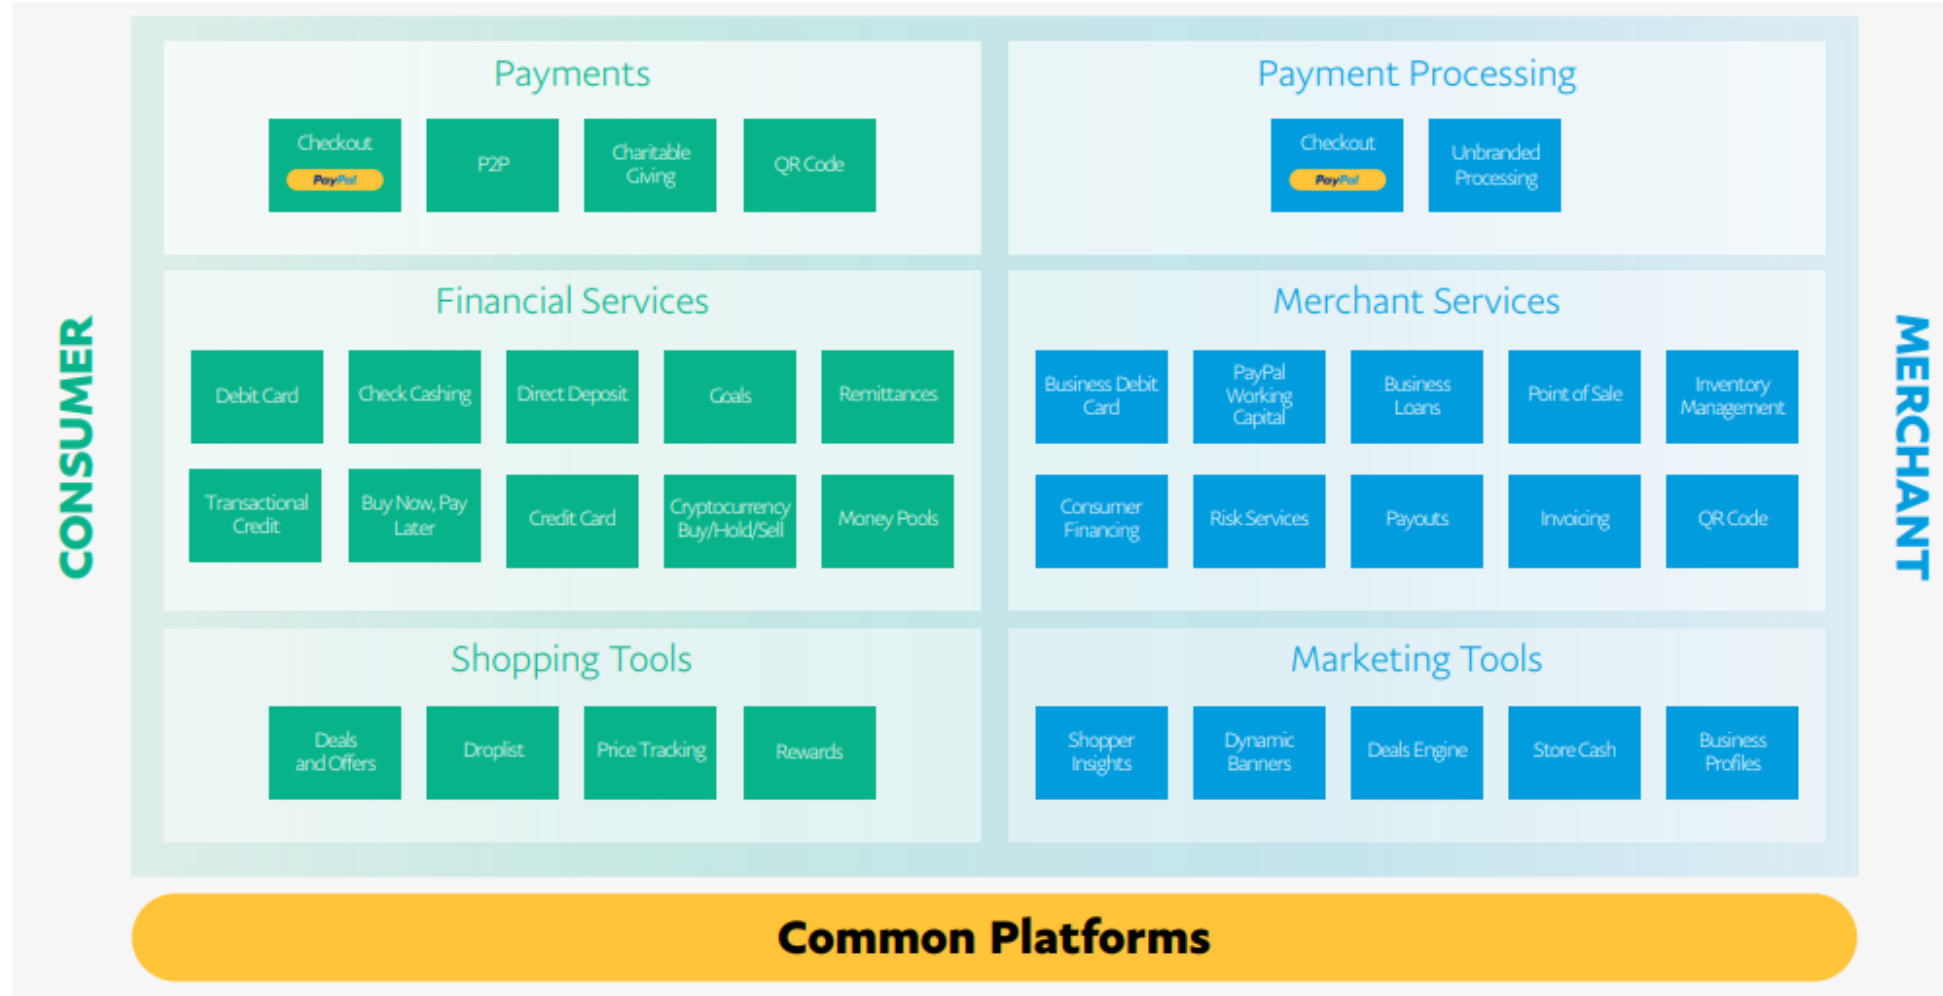 CONSUMER
Payments
Checkout
PayPal
P2P
Charitable
Giving
QR Code
Financial Services
Debit Card
Check Cashing
Direct Deposit
Goals
Remittances
Transactional
Credit
Buy Now, Pay
Later
Credit Card
Cryptocurrency
Buy/Hold/Sell
Money Pools
Shopping Tools
Deals
and Offers
Droplist
Price Tracking
Rewards
Payment Processing
Checkout
PayPal
Unbranded
Processing
Merchant Services
Business Debit
Card
PayPal
Working
Capital
Business
Loans
Point of Sale
Inventory
Management
Consumer
Financing
Risk Services
Payouts
Invoicing
QR Code
Marketing Tools
Shopper
Insights
Dynamic
Banners
Deals Engine
Store Cash
Business
Profiles
MERCHANT
Common Platforms